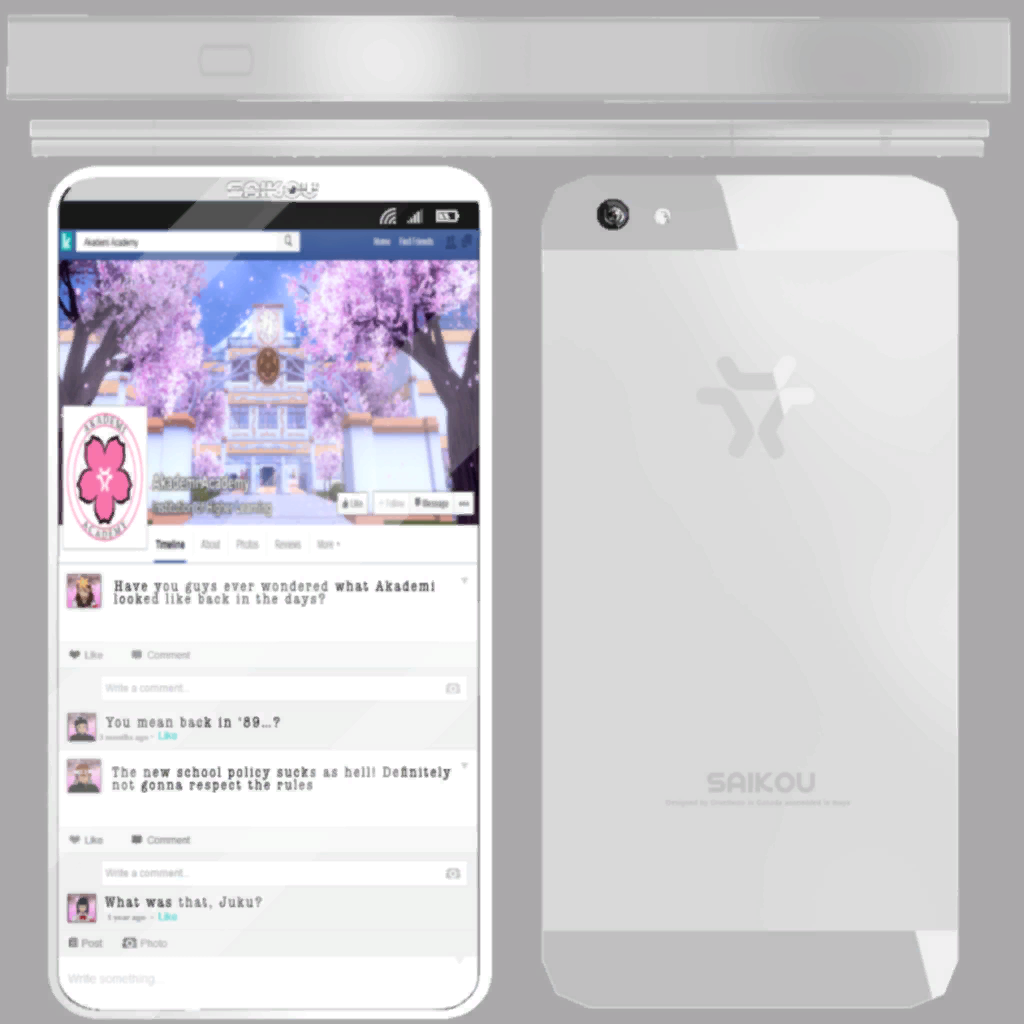 SAIKOU
k
Akademi Academy
Home Find Friends
AKADEMI
ACADEMY
Akademi Academy
Institution of Higher Learning
Like Follow Message
Timeline About Photos Reviews More
Have you guys ever wondered what Akademi
looked like back in the days?
Like Comment
Write a comment...
You mean back in '89...?
3 months ago - Like
The new school policy sucks as hell! Definitely
not gonna respect the rules
Like Comment
Write a comment...
What was that, Juku?
1 year ago - Like
Post Photo
Write something...
SAIKOU
Designed by